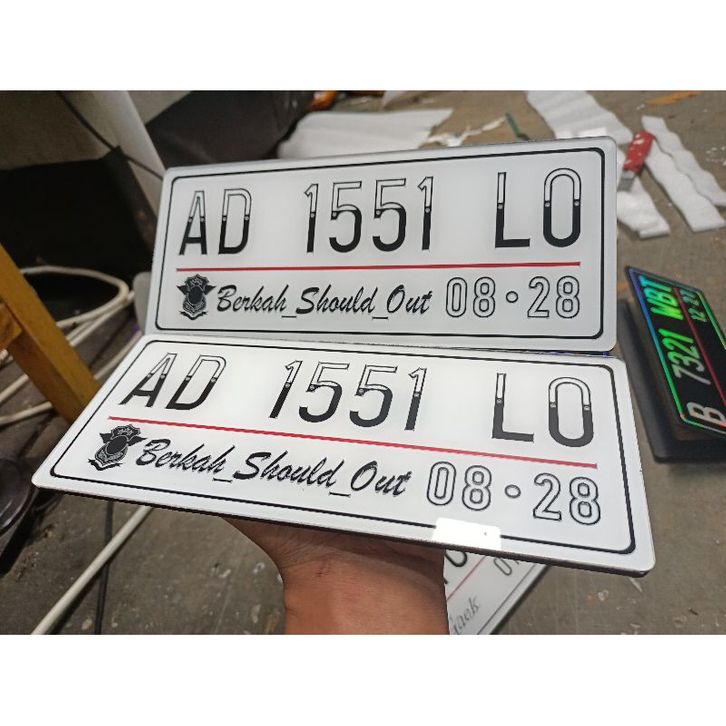 AD 1551 LO
Berkah_Should_Out 08 • 28
AD 1551 LO
Berkah_Should_Out 08 • 28
B 7321 WBT